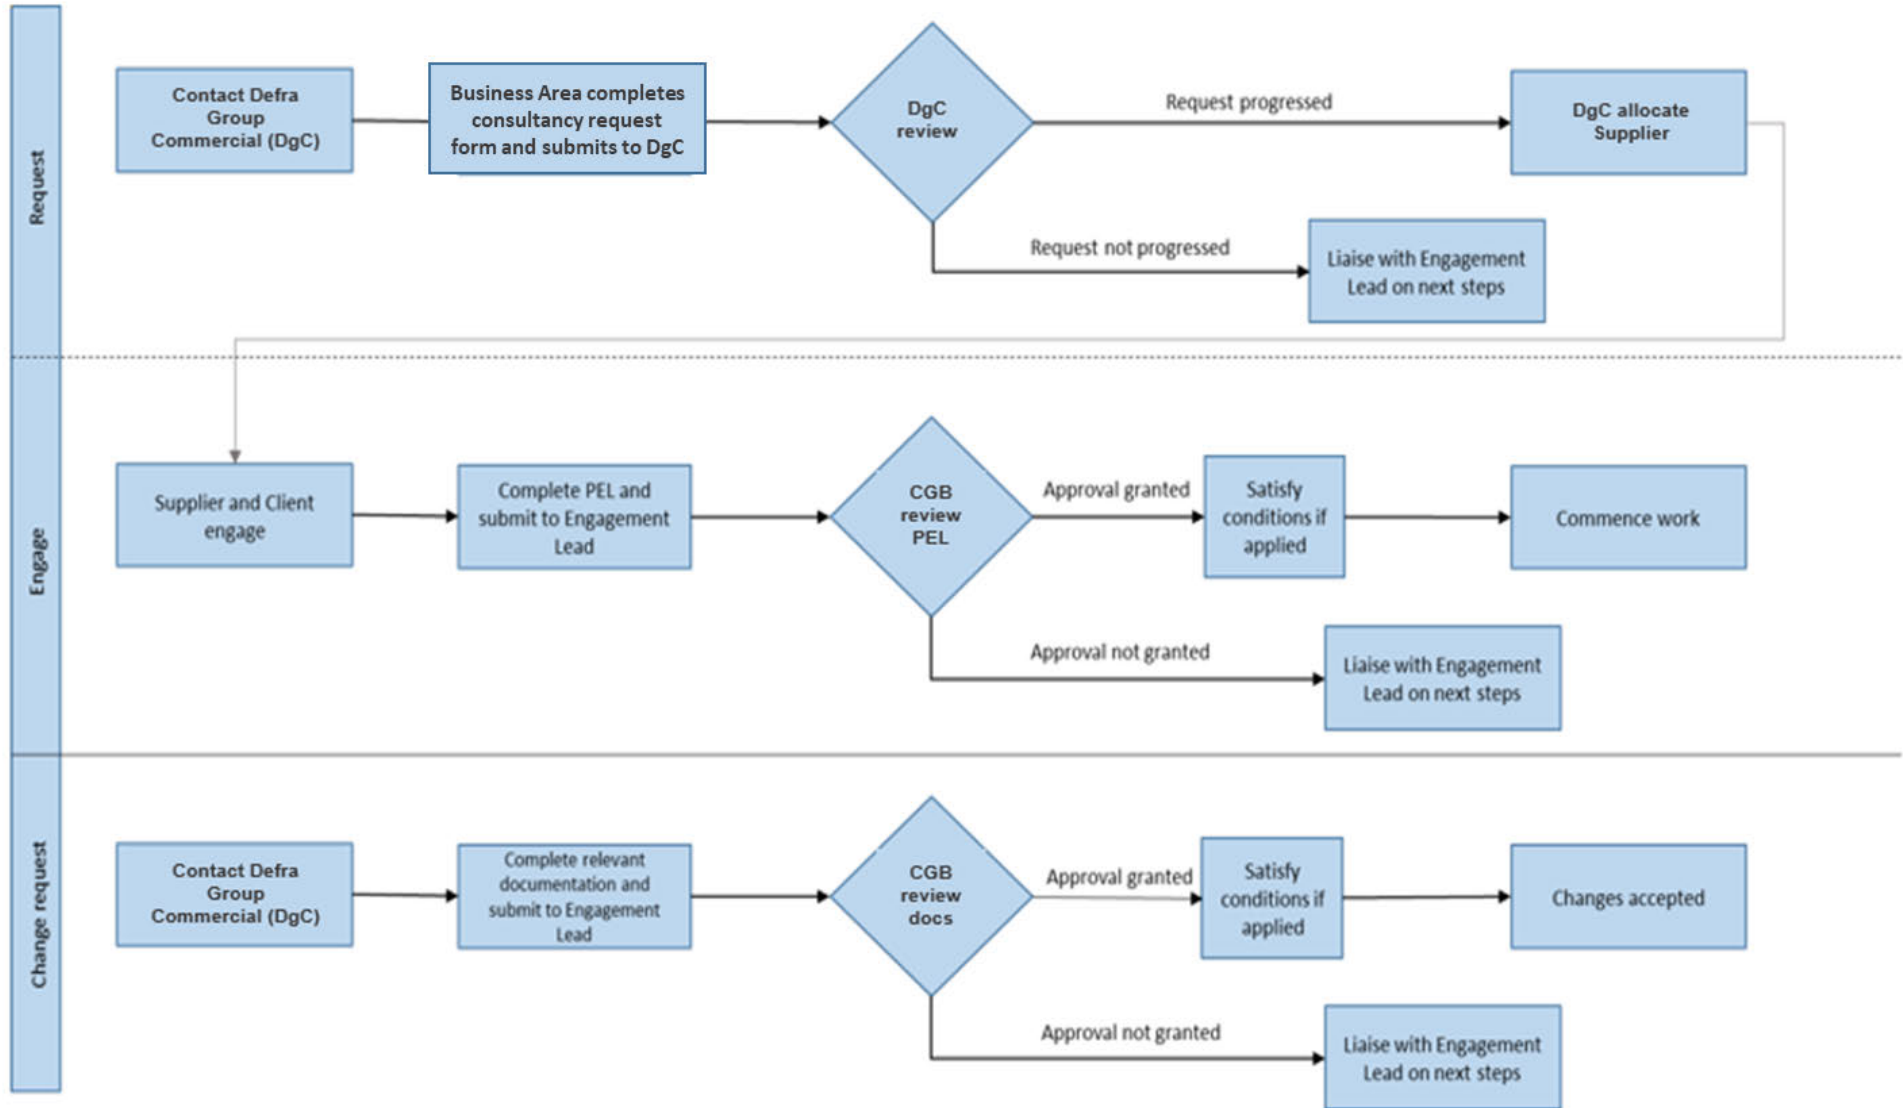 Request
Contact Defra
Group
Commercial (DgC)
Business Area completes
consultancy request
form and submits to DgC
DgC
review
Request progressed
DgC allocate
Supplier
Request not progressed
Liaise with Engagement
Lead on next steps
Engage
Supplier and Client
engage
Complete PEL and
submit to Engagement
Lead
CGB
review
PEL
Approval granted
Satisfy
conditions if
applied
Commence work
Approval not granted
Liaise with Engagement
Lead on next steps
Change request
Contact Defra
Group
Commercial (DgC)
Complete relevant
documentation and
submit to Engagement
Lead
CGB
review
docs
Approval granted
Satisfy
conditions if
applied
Changes accepted
Approval not granted
Liaise with Engagement
Lead on next steps